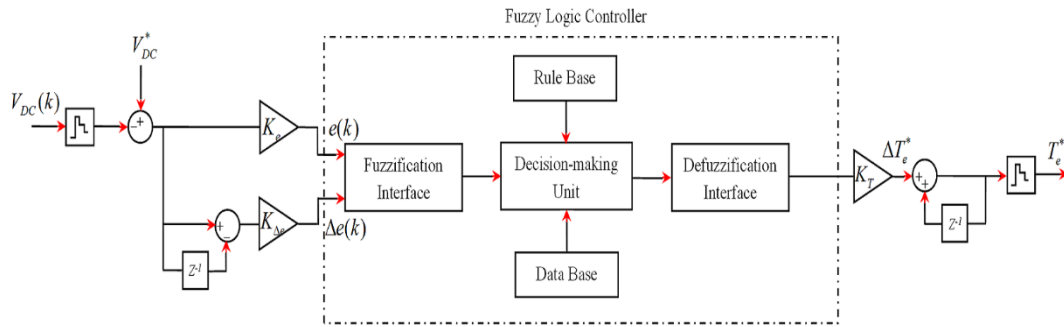 Fuzzy Logic Controller
V*DC
VDC(k)
Rule Base
Ke
e(k)
Fuzzification
Interface
Decision-making
Unit
Defuzzification
Interface
KT
ΔT*e
T*e
KΔe
Δe(k)
Z-1
Z-1
Data Base
- +
+ -
+ +